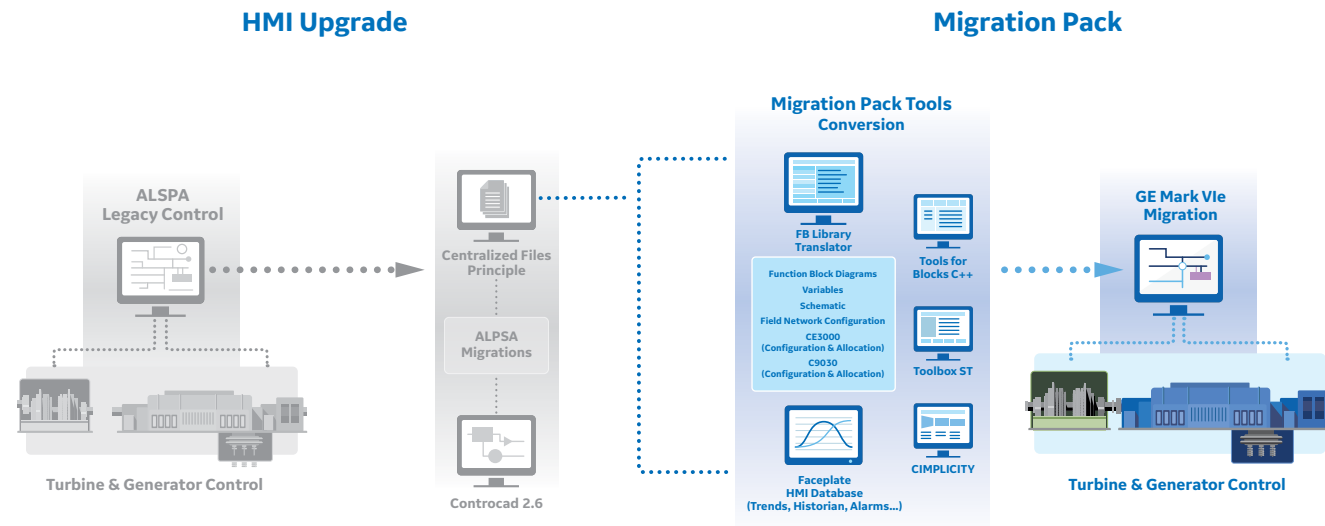 HMI Upgrade
Migration Pack
ALSPA
Legacy Control
Turbine & Generator Control
Centralized Files
Principle
ALPSA
Migrations
Controcad 2.6
Migration Pack Tools
Conversion
FB Library
Translator
Function Block Diagrams
Variables
Schematic
Field Network Configuration
CE3000
(Configuration & Allocation)
C9030
(Configuration & Allocation)
Faceplate
HMI Database
(Trends, Historian, Alarms...)
Tools for
Blocks C++
Toolbox ST
CIMPLICITY
GE Mark VIe
Migration
Turbine & Generator Control